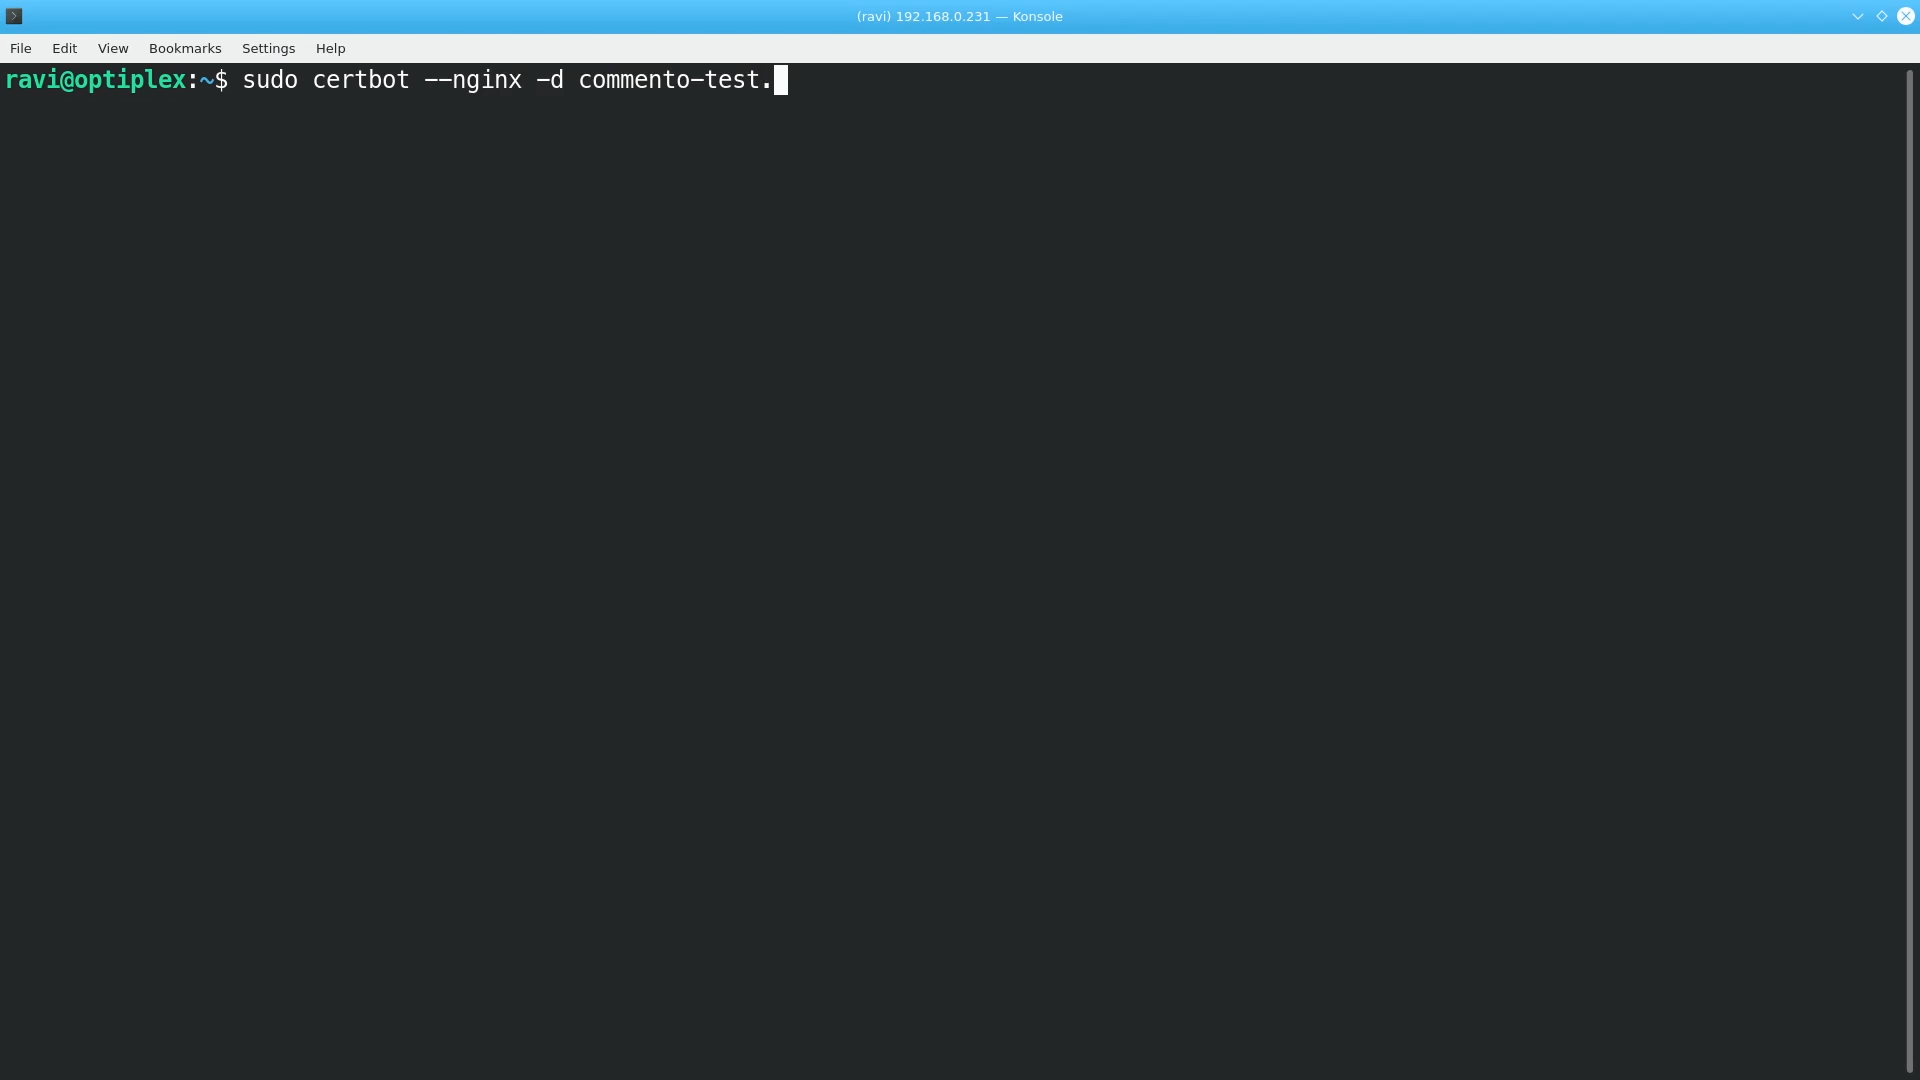 (ravi) 192.168.0.231 — Konsole
File Edit View Bookmarks Settings Help
ravi@optiplex:~$ sudo certbot --nginx -d commento-test.